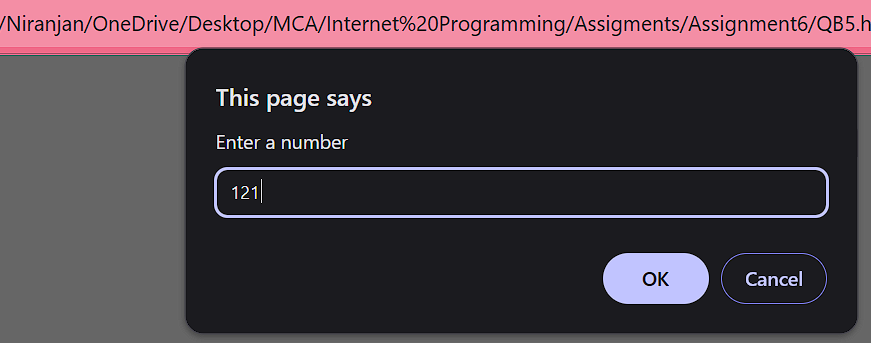 /Niranjan/OneDrive/Desktop/MCA/Internet%20Programming/Assigments/Assignment6/QB5.h
This page says
Enter a number
121
OK
Cancel